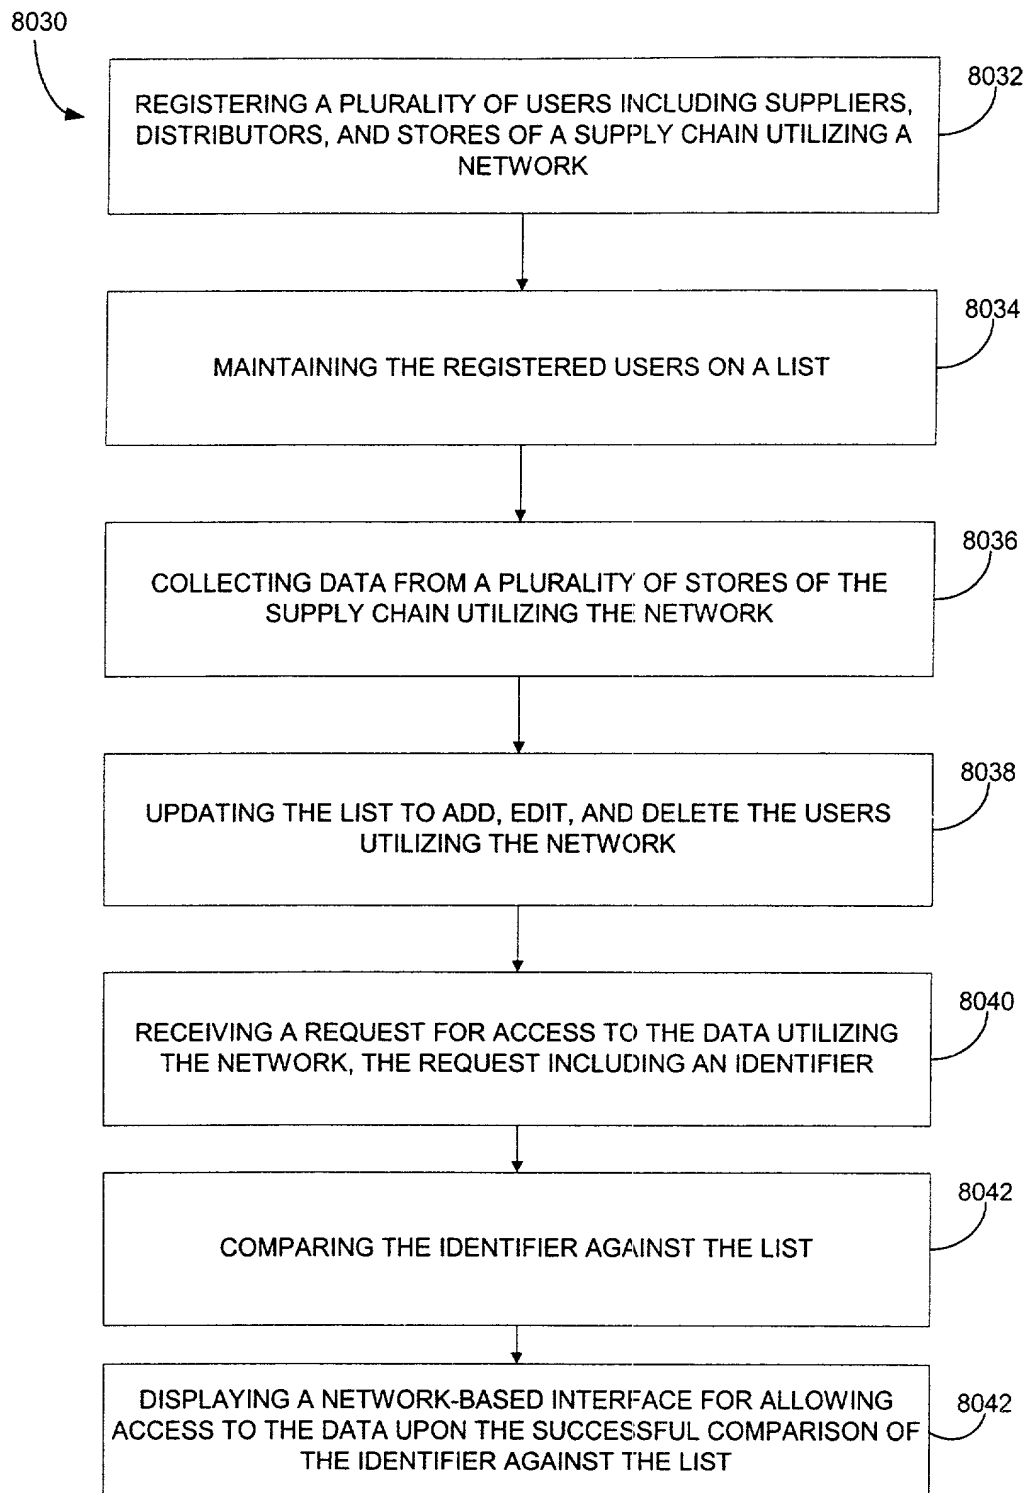 8030
REGISTERING A PLURALITY OF USERS INCLUDING SUPPLIERS,
DISTRIBUTORS, AND STORES OF A SUPPLY CHAIN UTILIZING A
NETWORK
8032
MAINTAINING THE REGISTERED USERS ON A LIST
8034
COLLECTING DATA FROM A PLURALITY OF STORES OF THE
SUPPLY CHAIN UTILIZING THE NETWORK
8036
UPDATING THE LIST TO ADD, EDIT, AND DELETE THE USERS
UTILIZING THE NETWORK
8038
RECEIVING A REQUEST FOR ACCESS TO THE DATA UTILIZING
THE NETWORK, THE REQUEST INCLUDING AN IDENTIFIER
8040
COMPARING THE IDENTIFIER AGAINST THE LIST
8042
DISPLAYING A NETWORK-BASED INTERFACE FOR ALLOWING
ACCESS TO THE DATA UPON THE SUCCESSFUL COMPARISON OF
THE IDENTIFIER AGAINST THE LIST
8042